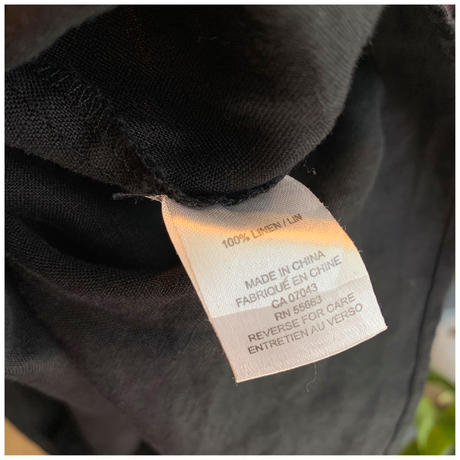 100% LINEN / LIN
MADE IN CHINA
FABRIQUÉ EN CHINE
CA 07043
RN 55663
REVERSE FOR CARE
ENTRETIEN AU VERSO